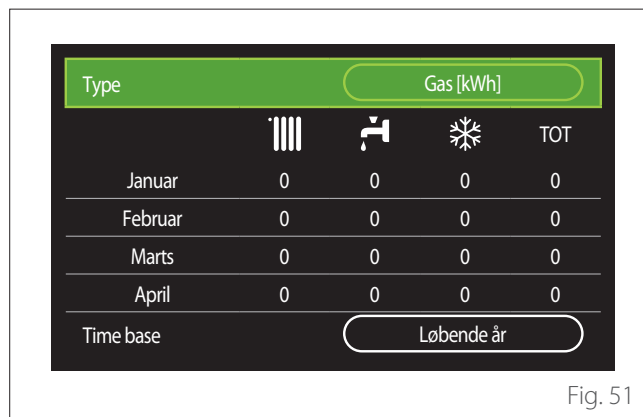 Type Gas [kWh]
TOT
Januar 0 0 0 0
Februar 0 0 0 0
Marts 0 0 0 0
April 0 0 0 0
Time base Løbende år
Fig. 51